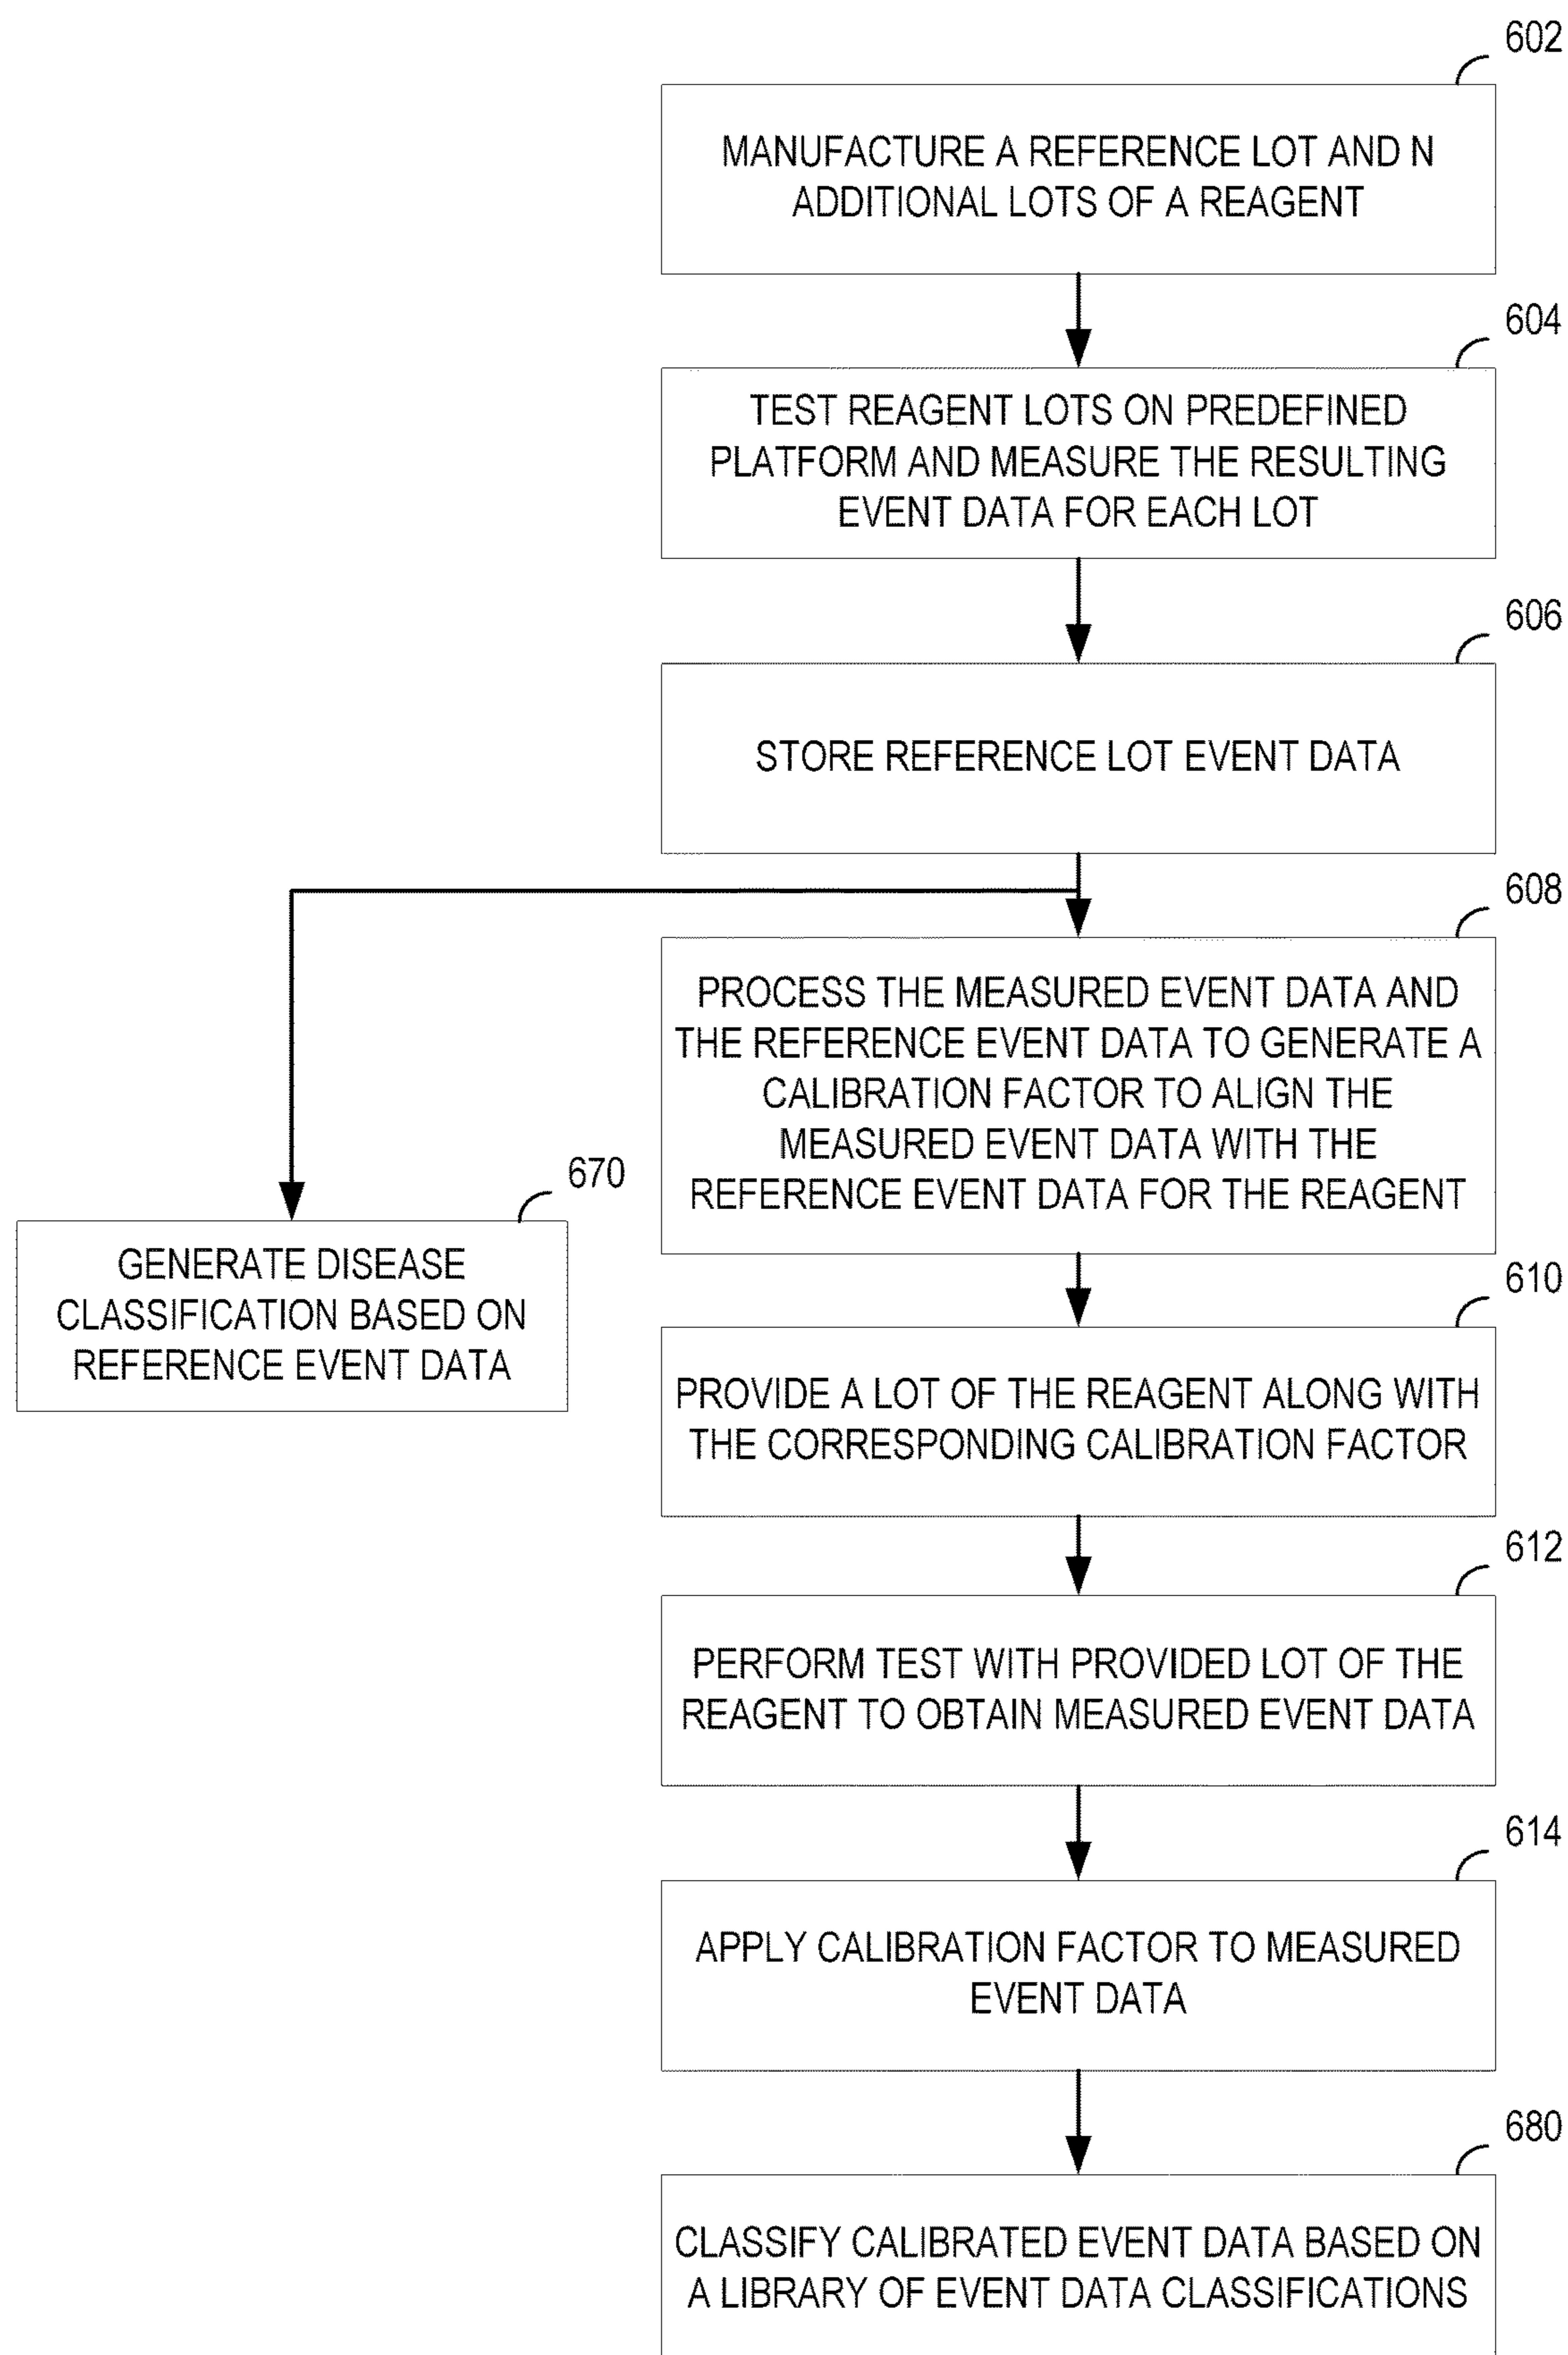 602
MANUFACTURE A REFERENCE LOT AND N
ADDITIONAL LOTS OF A REAGENT
604
TEST REAGENT LOTS ON PREDEFINED
PLATFORM AND MEASURE THE RESULTING
EVENT DATA FOR EACH LOT
606
STORE REFERENCE LOT EVENT DATA
608
PROCESS THE MEASURED EVENT DATA AND
THE REFERENCE EVENT DATA TO GENERATE A
CALIBRATION FACTOR TO ALIGN THE
MEASURED EVENT DATA WITH THE
REFERENCE EVENT DATA FOR THE REAGENT
670
GENERATE DISEASE
CLASSIFICATION BASED ON
REFERENCE EVENT DATA
610
PROVIDE A LOT OF THE REAGENT ALONG WITH
THE CORRESPONDING CALIBRATION FACTOR
612
PERFORM TEST WITH PROVIDED LOT OF THE
REAGENT TO OBTAIN MEASURED EVENT DATA
614
APPLY CALIBRATION FACTOR TO MEASURED
EVENT DATA
680
CLASSIFY CALIBRATED EVENT DATA BASED ON
A LIBRARY OF EVENT DATA CLASSIFICATIONS